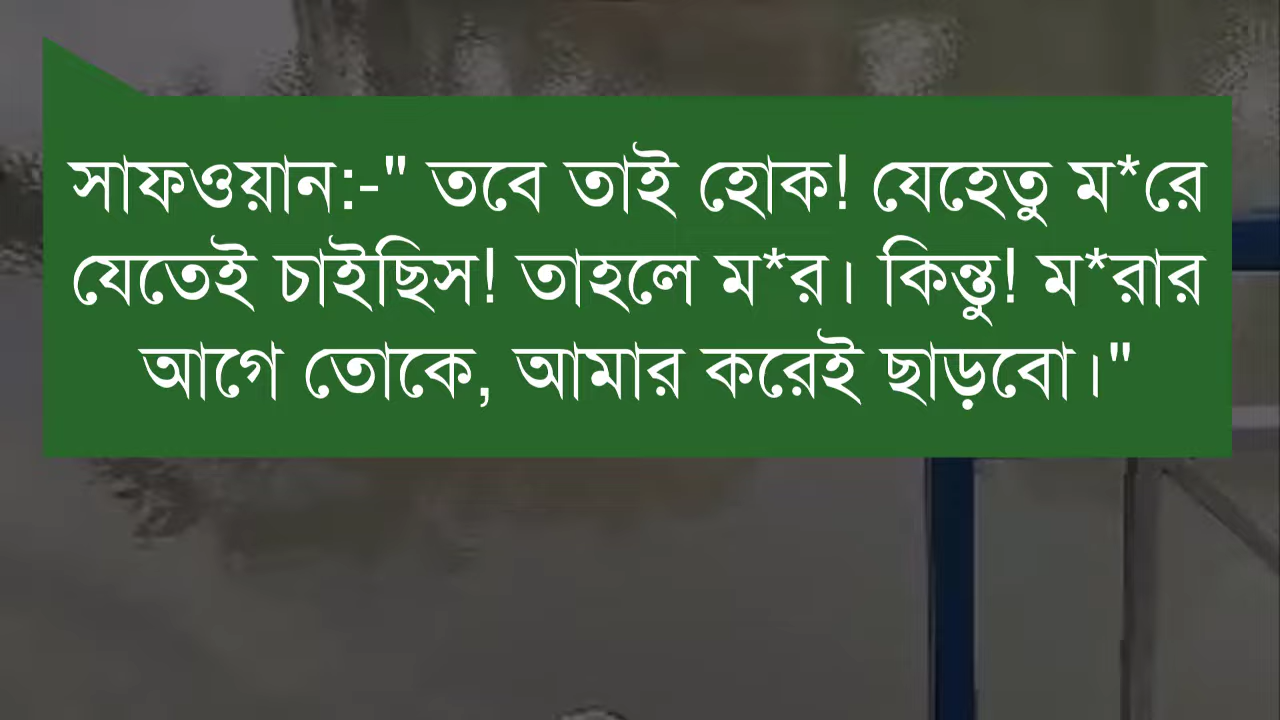 সাফওয়ান:-" তবে তাই হোক! যেহেতু ম*রে
যেতেই চাইছিস! তাহলে ম*র। কিন্তু! ম*রার
আগে তোকে, আমার করেই ছাড়বো।"